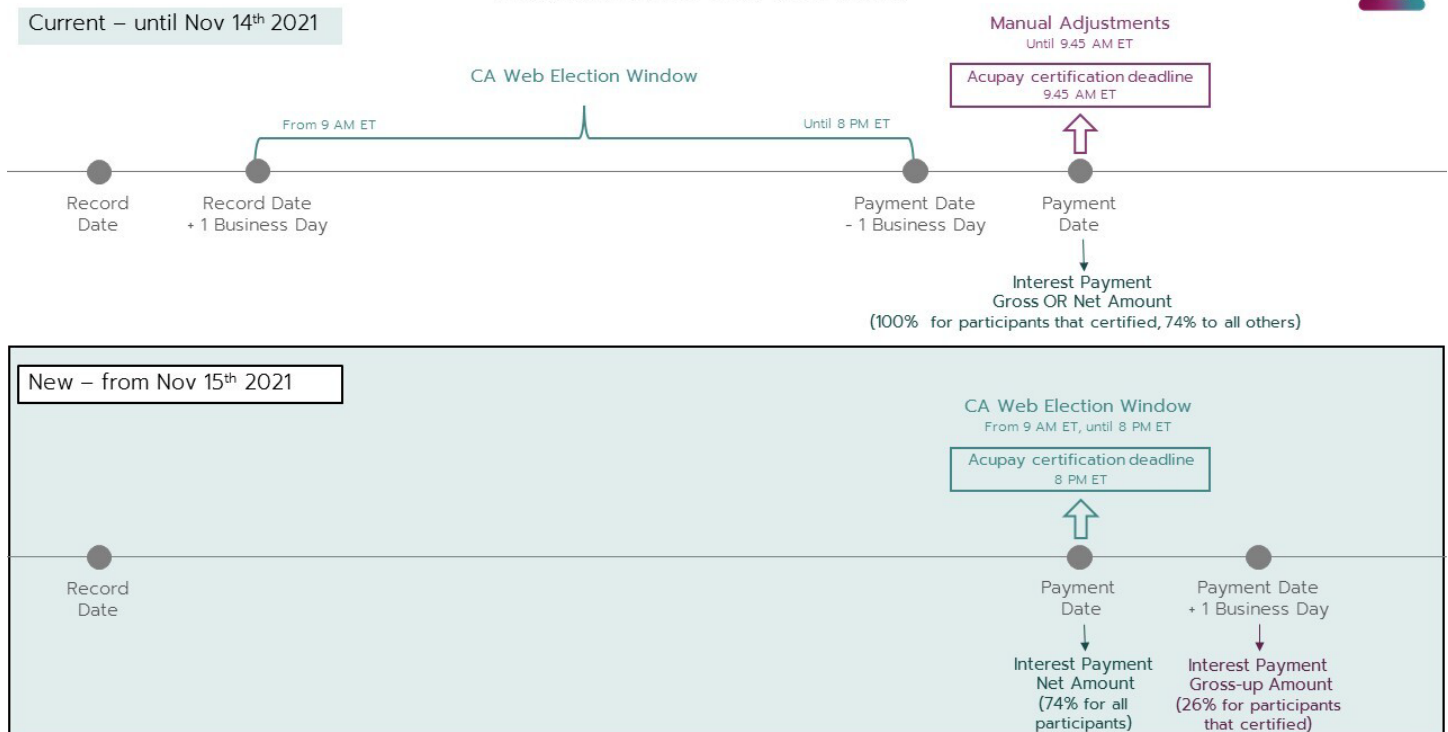 Current – until Nov 14th 2021
Manual Adjustments
Until 9.45 AM ET
CA Web Election Window
Acupay certification deadline
9.45 AM ET
From 9 AM ET
Until 8 PM ET
Record
Date
Record Date
+ 1 Business Day
Payment Date
- 1 Business Day
Payment
Date
Interest Payment
Gross OR Net Amount
(100% for participants that certified, 74% to all others)
New – from Nov 15th 2021
CA Web Election Window
From 9 AM ET, until 8 PM ET
Acupay certification deadline
8 PM ET
Record
Date
Payment
Date
Payment Date
+ 1 Business Day
Interest Payment
Net Amount
(74% for all
participants)
Interest Payment
Gross-up Amount
(26% for participants
that certified)